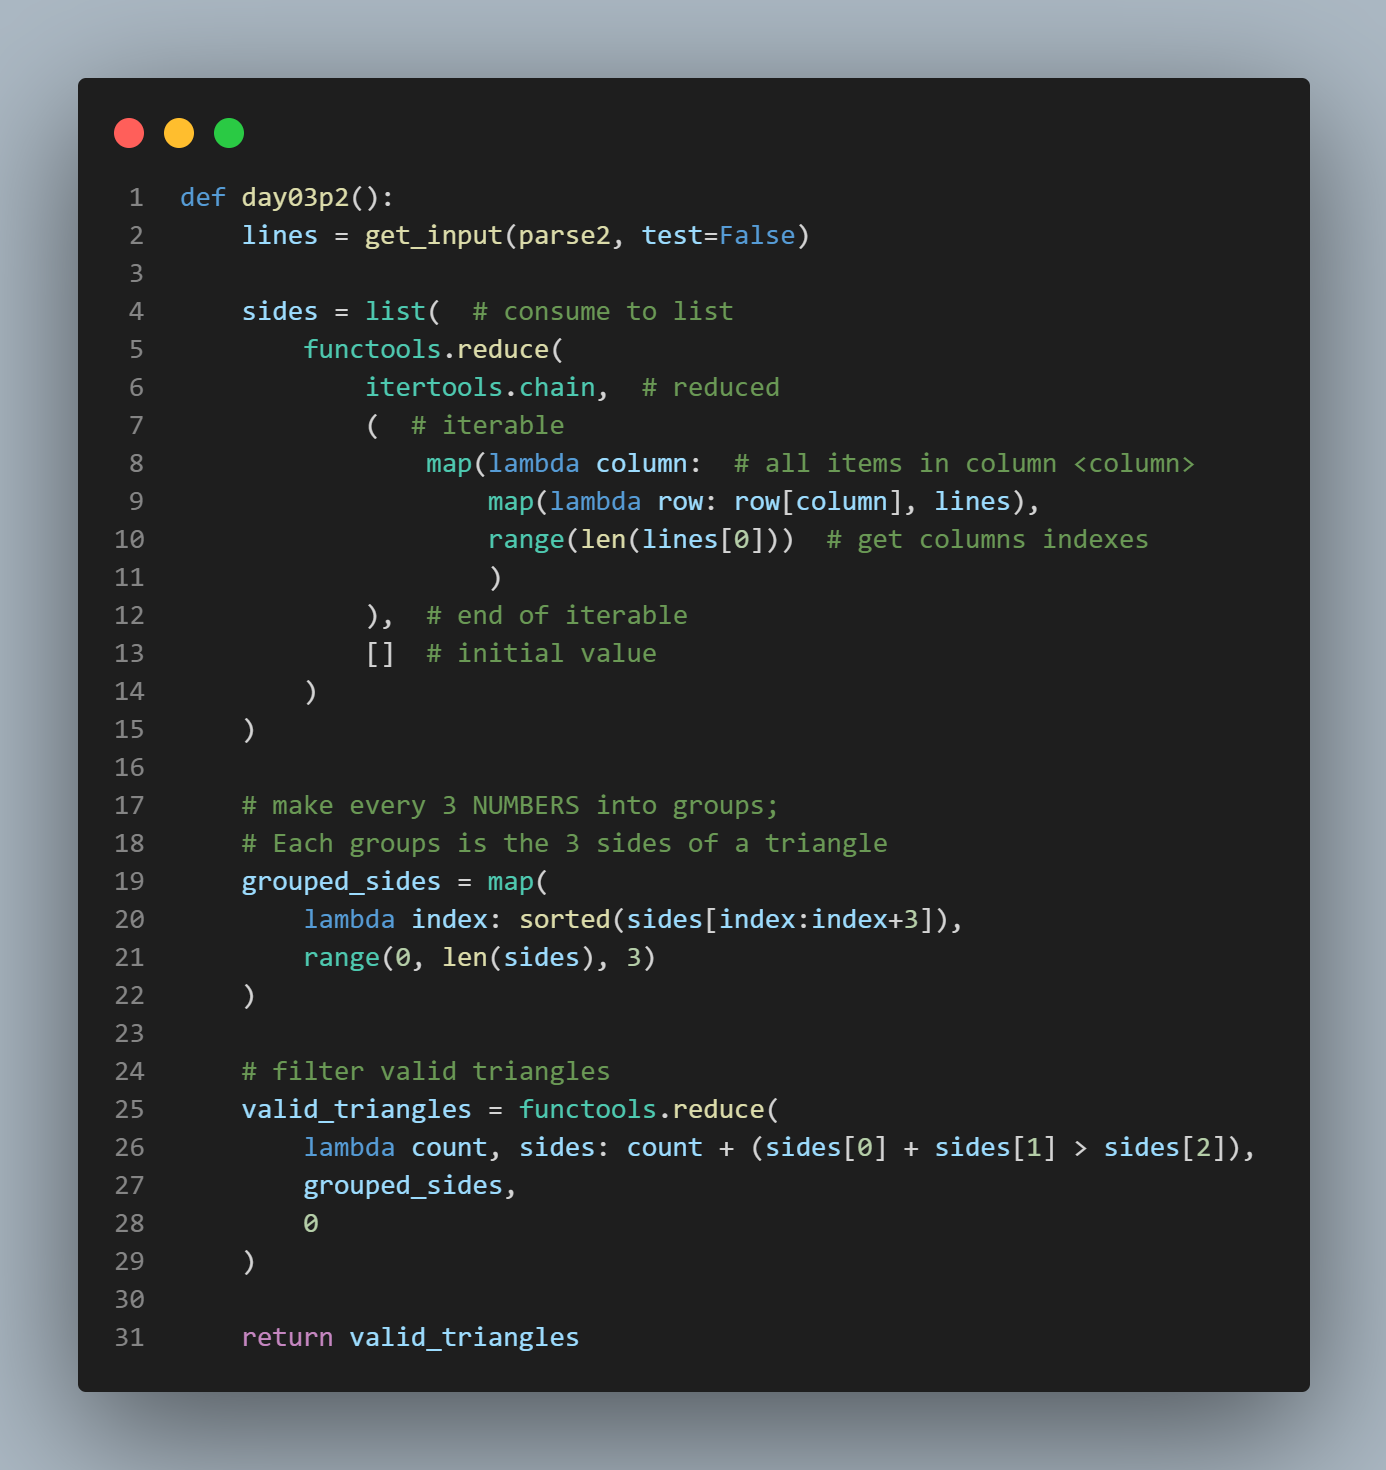 1 def day03p2():
2     lines = get_input(parse2, test=False)
3
4     sides = list(  # consume to list
5         functools.reduce(
6             itertools.chain,  # reduced
7             (  # iterable
8                 map(lambda column:  # all items in column <column>
9                     map(lambda row: row[column], lines),
10                     range(len(lines[0]))  # get columns indexes
11                     )
12             ),  # end of iterable
13             []  # initial value
14         )
15     )
16
17     # make every 3 NUMBERS into groups;
18     # Each groups is the 3 sides of a triangle
19     grouped_sides = map(
20         lambda index: sorted(sides[index:index+3]),
21         range(0, len(sides), 3)
22     )
23
24     # filter valid triangles
25     valid_triangles = functools.reduce(
26         lambda count, sides: count + (sides[0] + sides[1] > sides[2]),
27         grouped_sides,
28         0
29     )
30
31     return valid_triangles